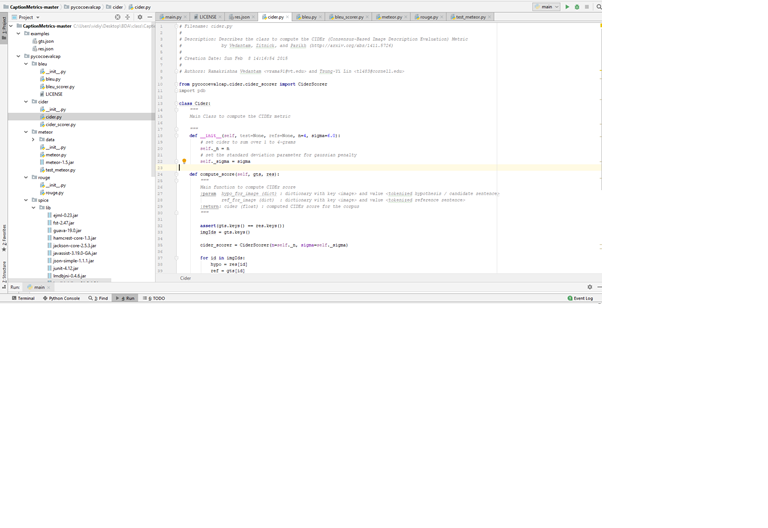 CaptionMetrics-master pycocoevalcap cider cider.py main
Project
main.py LICENSE res.json cider.py bleu.py bleu_scorer.py meteor.py rouge.py test_meteor.py
CaptionMetrics-master
examples
gts.json
res.json
pycocoevalcap
bleu
__init__.py
bleu.py
bleu_scorer.py
LICENSE
cider
__init__.py
cider.py
cider_scorer.py
meteor
data
__init__.py
meteor.py
meteor-1.5.jar
test_meteor.py
rouge
__init__.py
rouge.py
spice
lib
ejml-0.23.jar
fst-2.47.jar
guava-19.0.jar
hamcrest-core-1.3.jar
jackson-core-2.5.3.jar
javassist-3.19.0-GA.jar
json-simple-1.1.1.jar
junit-4.12.jar
lmdbjni-0.4.6.jar
1: Project
2: Favorites
Z: Structure
# Filename: cider.py
#
# Description: Describes the class to compute the CIDEr (Consensus-Based Image Description Evaluation) Metric
# by Vedantam, Zitnick, and Parikh (http://arxiv.org/abs/1411.5726)
#
# Creation Date: Sun Feb 8 14:16:54 2015
#
# Authors: Ramakrishna Vedantam <vrama91@vt.edu> and Tsung-Yi Lin <tl483@cornell.edu>
from pycocoevalcap.cider.cider_scorer import CiderScorer
import pdb
class Cider:
"""
Main Class to compute the CIDEr metric
"""
def __init__(self, test=None, refs=None, n=4, sigma=6.0):
# set cider to sum over 1 to 4-grams
self._n = n
# set the standard deviation parameter for gaussian penalty
self._sigma = sigma
def compute_score(self, gts, res):
"""
Main function to compute CIDEr score
:param hypo_for_image (dict) : dictionary with key <image> and value <tokenized hypothesis / candidate sentence>
ref_for_image (dict) : dictionary with key <image> and value <tokenized reference sentence>
:return: cider (float) : computed CIDEr score for the corpus
"""
assert(gts.keys() == res.keys())
imgIds = gts.keys()
cider_scorer = CiderScorer(n=self._n, sigma=self._sigma)
for id in imgIds:
hypo = res[id]
ref = gts[id]
Cider
Run: main
Terminal Python Console 3: Find 4: Run 6: TODO Event Log